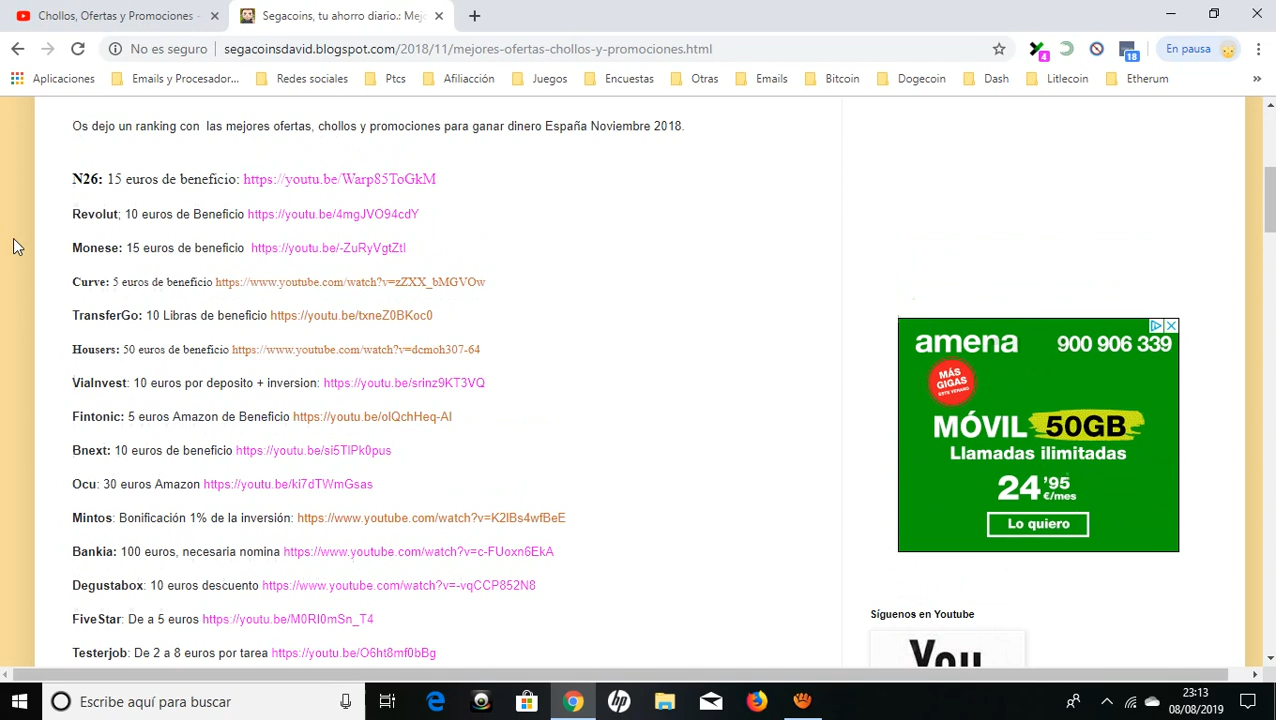 Chollos, Ofertas y Promociones -
Segacoins, tu ahorro diario.: Mej
No es seguro
segacoinsdavid.blogspot.com/2018/11/mejores-ofertas-chollos-y-promociones.html
4
18
En pausa
Aplicaciones
Emails y Procesador...
Redes sociales
Ptcs
Afiliacción
Juegos
Encuestas
Otras
Emails
Bitcoin
Dogecoin
Dash
Litlecoin
Etherum
»
Os dejo un ranking con las mejores ofertas, chollos y promociones para ganar dinero España Noviembre 2018.
N26: 15 euros de beneficio: https://youtu.be/Warp85ToGkM
Revolut; 10 euros de Beneficio https://youtu.be/4mgJVO94cdY
Monese: 15 euros de beneficio https://youtu.be/-ZuRyVgtZtI
Curve: 5 euros de beneficio https://www.youtube.com/watch?v=zZXX_bMGVOw
TransferGo: 10 Libras de beneficio https://youtu.be/txneZ0BKoc0
Housers: 50 euros de beneficio https://www.youtube.com/watch?v=dcmoh307-64
ViaInvest: 10 euros por deposito + inversion: https://youtu.be/srinz9KT3VQ
Fintonic: 5 euros Amazon de Beneficio https://youtu.be/olQchHeq-AI
Bnext: 10 euros de beneficio https://youtu.be/si5TlPk0pus
Ocu: 30 euros Amazon https://youtu.be/ki7dTWmGsas
Mintos: Bonificación 1% de la inversión: https://www.youtube.com/watch?v=K2IBs4wfBeE
Bankia: 100 euros, necesaria nomina https://www.youtube.com/watch?v=c-FUoxn6EkA
Degustabox: 10 euros descuento https://www.youtube.com/watch?v=-vqCCP852N8
FiveStar: De a 5 euros https://youtu.be/M0RI0mSn_T4
Testerjob: De 2 a 8 euros por tarea https://youtu.be/O6ht8mf0bBg
amena 900 906 339
MÁS
GIGAS
ESTE VERANO
MÓVIL 50GB
Llamadas ilimitadas
24'95
€/mes
Lo quiero
Síguenos en Youtube
You
Escribe aquí para buscar
23:13
08/08/2019